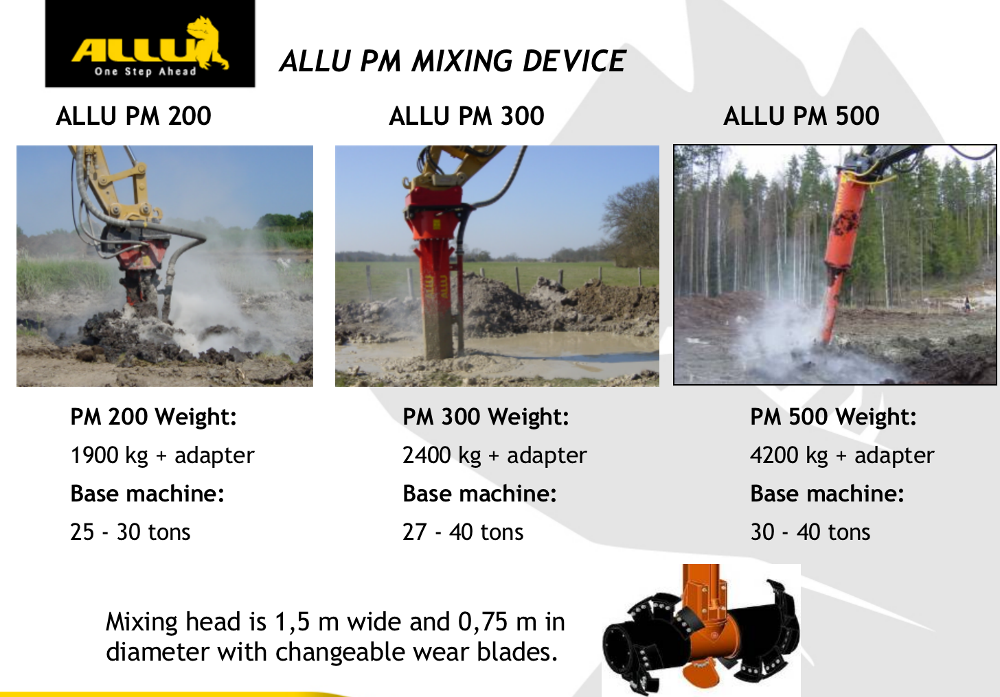 ALLU
One Step Ahead
ALLU PM MIXING DEVICE
ALLU PM 200
ALLU PM 300
ALLU PM 500
ALLU
ALLU
PM 200 Weight:
1900 kg + adapter
Base machine:
25 - 30 tons
PM 300 Weight:
2400 kg + adapter
Base machine:
27 - 40 tons
PM 500 Weight:
4200 kg + adapter
Base machine:
30 - 40 tons
Mixing head is 1,5 m wide and 0,75 m in
diameter with changeable wear blades.